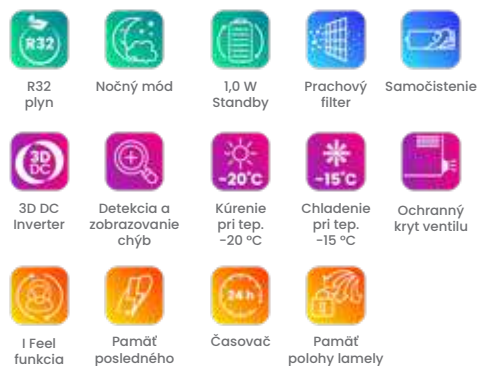 R32
R32
plyn
Nočný mód
1,0 W
Standby
Prachový
filter
Samočistenie
3D
DC
3D DC
Inverter
Detekcia a
zobrazovanie
chýb
-20°C
Kúrenie
pri tep.
-20 °C
-15°C
Chladenie
pri tep.
-15 °C
Ochranný
kryt ventilu
I Feel
funkcia
Pamäť
posledného
24 h
Časovač
Pamäť
polohy lamely